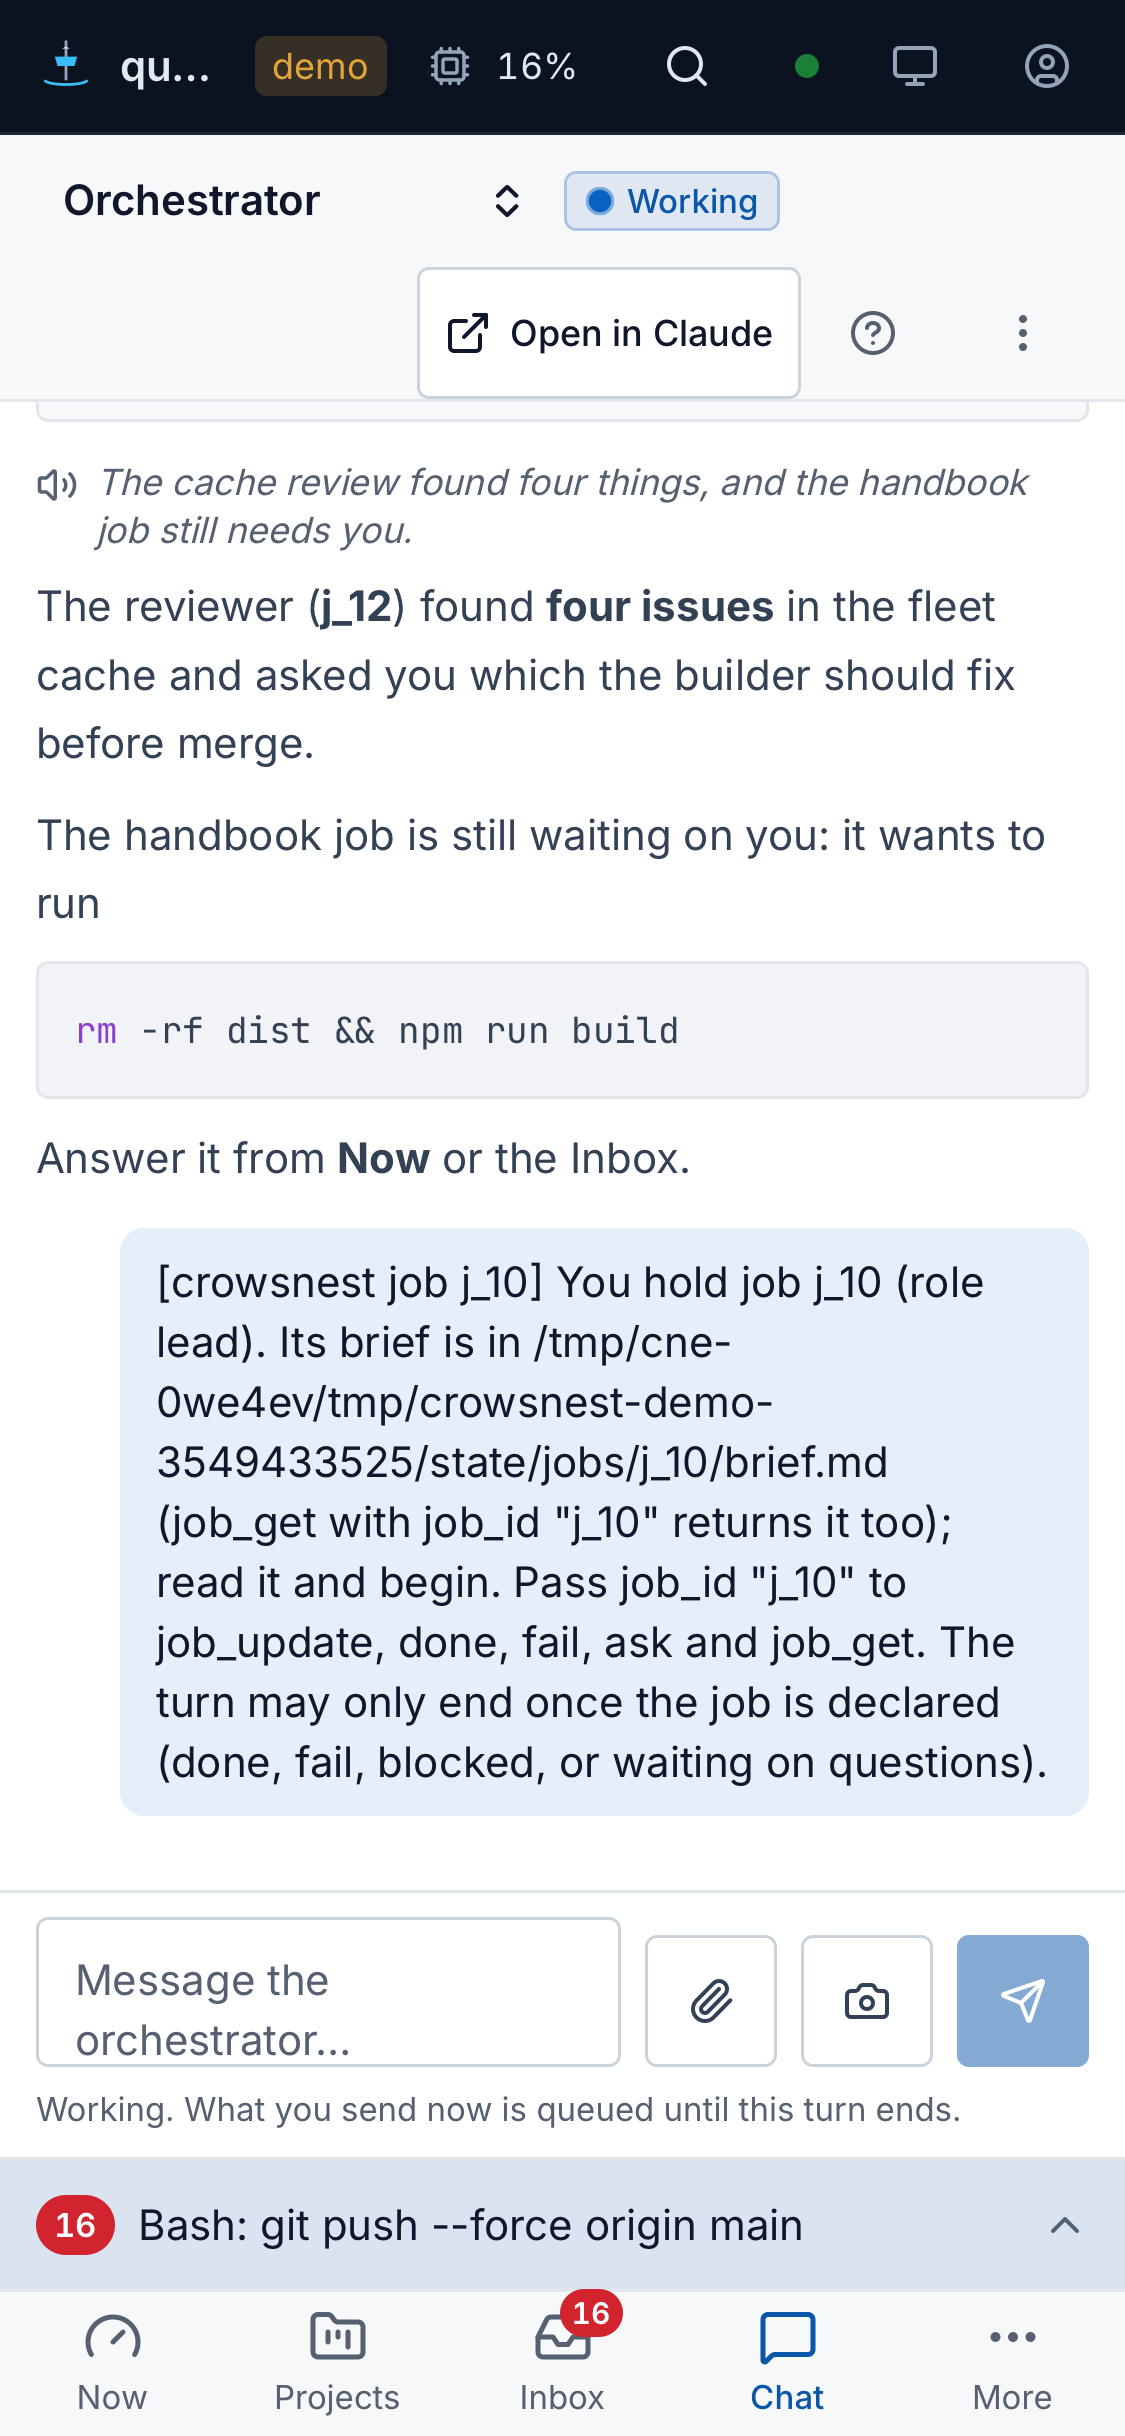 qu...
demo
16%
Orchestrator
Working
Open in Claude
The cache review found four things, and the handbook
job still needs you.
The reviewer (j_12) found four issues in the fleet
cache and asked you which the builder should fix
before merge.
The handbook job is still waiting on you: it wants to
run
rm -rf dist && npm run build
Answer it from Now or the Inbox.
[crowsnest job j_10] You hold job j_10 (role
lead). Its brief is in /tmp/cne-
0we4ev/tmp/crowsnest-demo-
3549433525/state/jobs/j_10/brief.md
(job_get with job_id "j_10" returns it too);
read it and begin. Pass job_id "j_10" to
job_update, done, fail, ask and job_get. The
turn may only end once the job is declared
(done, fail, blocked, or waiting on questions).
Message the
orchestrator...
Working. What you send now is queued until this turn ends.
16
Bash: git push --force origin main
16
Now
Projects
Inbox
Chat
More